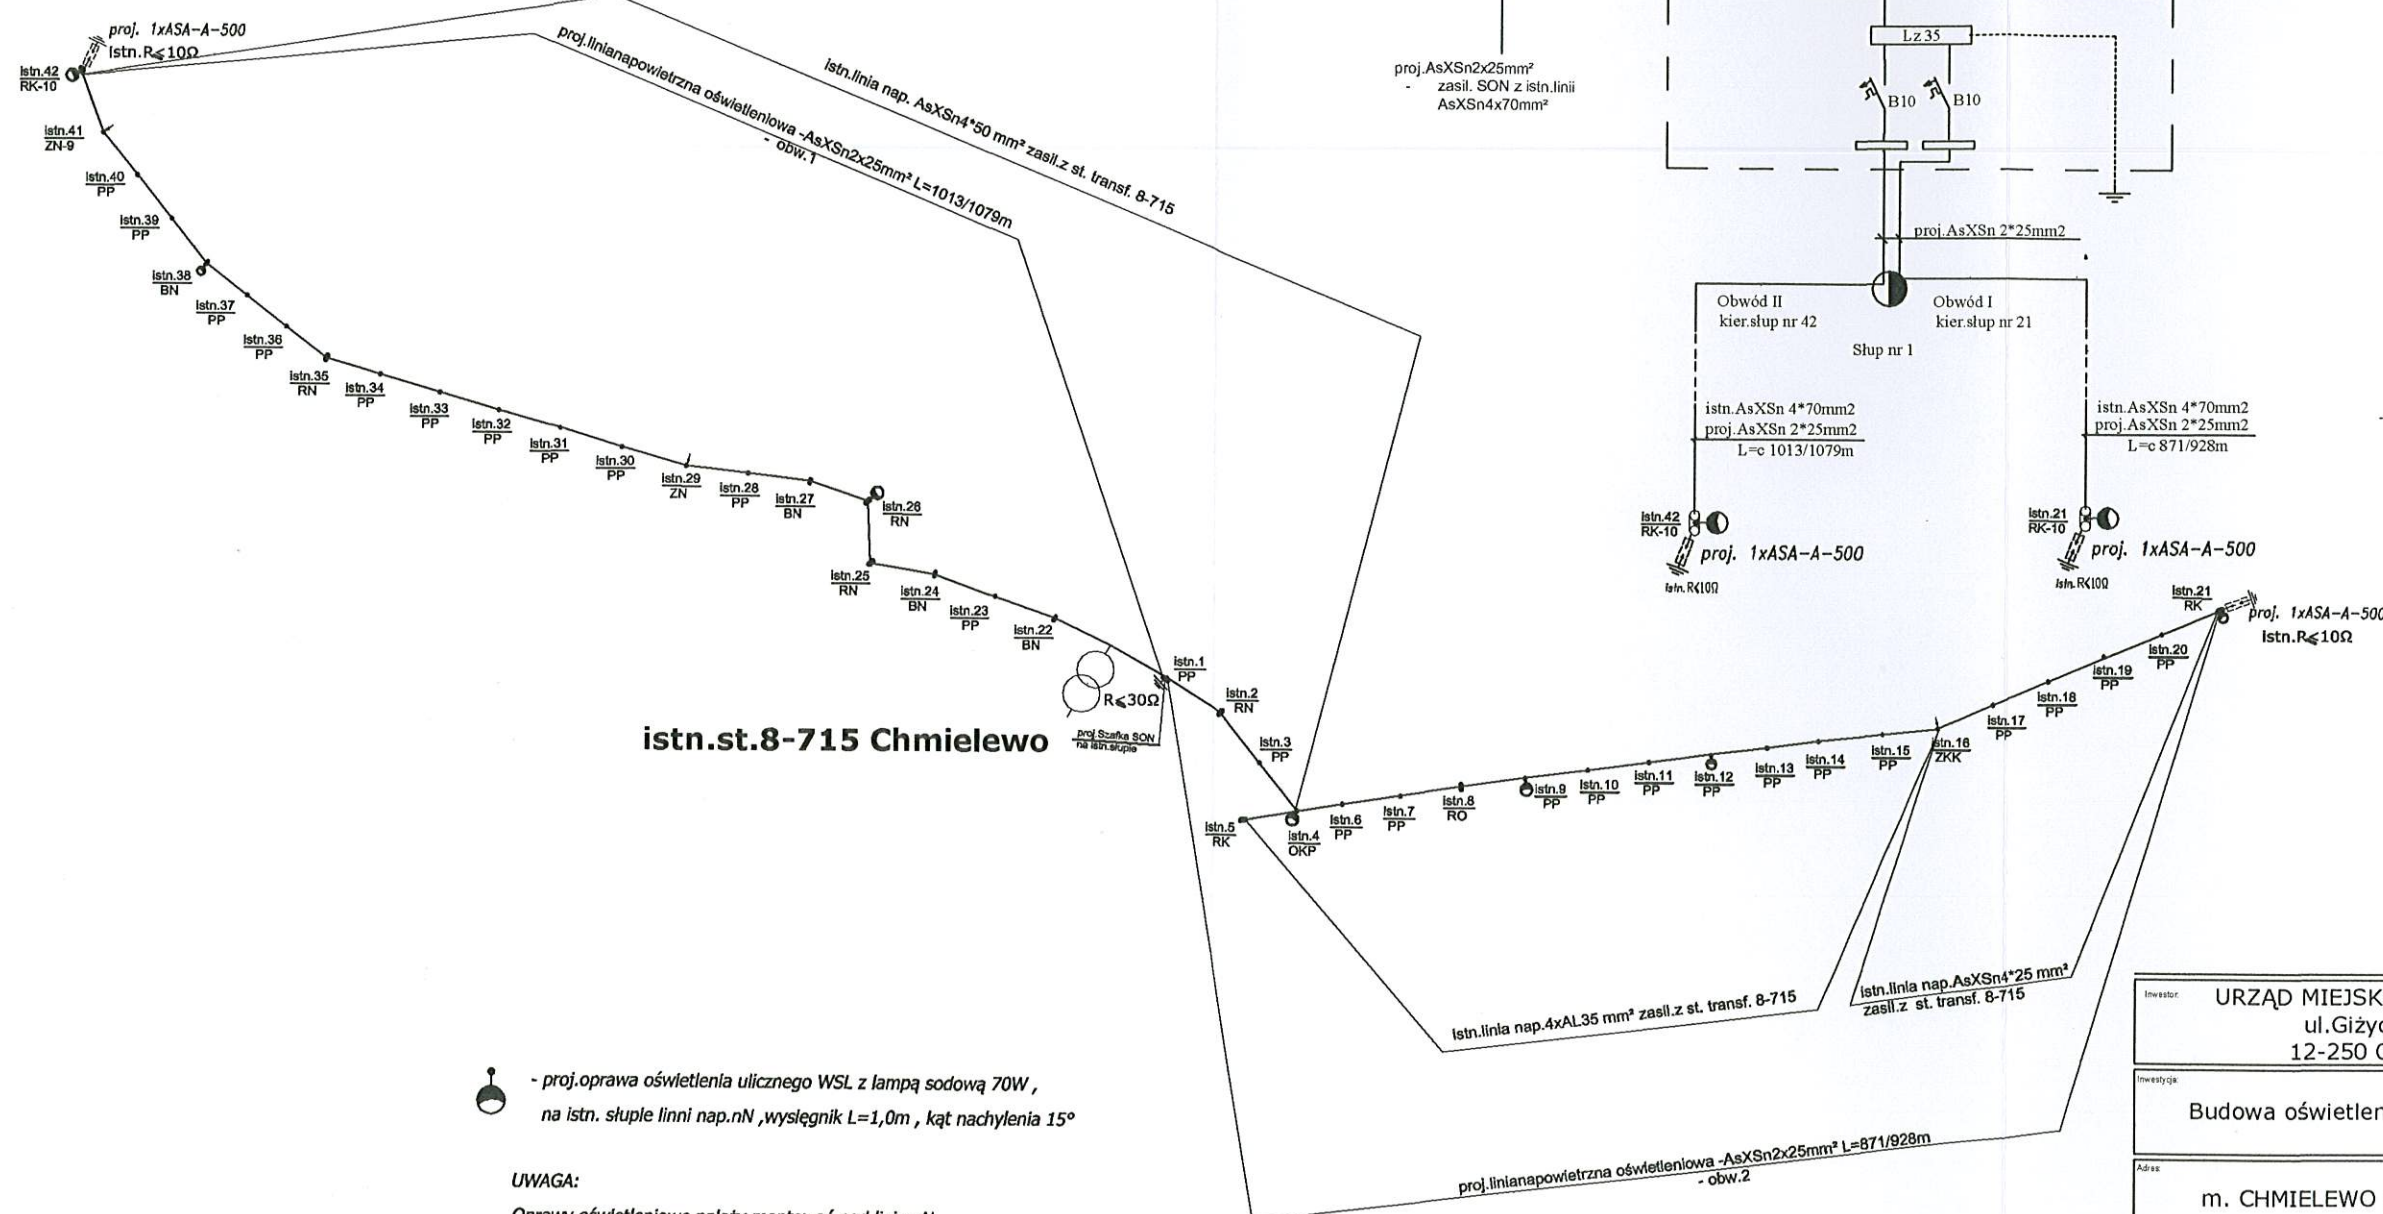 proj. 1xASA-A-500
istn.R⩽10Ω
istn.42
RK-10
istn.41
ZN-9
istn.40
PP
istn.39
PP
istn.38
BN
istn.37
PP
istn.36
PP
istn.35
RN
istn.34
PP
istn.33
PP
istn.32
PP
istn.31
PP
istn.30
PP
istn.29
ZN
istn.28
PP
istn.27
BN
istn.26
RN
istn.25
RN
istn.24
BN
istn.23
PP
istn.22
BN
proj.linianapowietrzna oświetleniowa -AsXSn2x25mm² L=1013/1079m
- obw.1
istn.linia nap. AsXSn4*50 mm² zasil.z st. transf. 8-715
proj.AsXSn2x25mm²
- zasil. SON z istn.linii
AsXSn4x70mm²
Lz 35
B10
B10
proj.AsXSn 2*25mm2
Obwód II
kier.słup nr 42
Obwód I
kier.słup nr 21
Słup nr 1
istn.AsXSn 4*70mm2
proj.AsXSn 2*25mm2
L=c 1013/1079m
istn.AsXSn 4*70mm2
proj.AsXSn 2*25mm2
L=c 871/928m
istn.42
RK-10
proj. 1xASA-A-500
istn.R⩽10Ω
istn.21
RK-10
proj. 1xASA-A-500
istn.R⩽10Ω
istn.21
RK
proj. 1xASA-A-500
istn.R⩽10Ω
istn.1
PP
R⩽30Ω
istn.st.8-715 Chmielewo
proj.Szafka SON
na istn.słupie
istn.2
RN
istn.3
PP
istn.5
RK
istn.4
OKP
istn.6
PP
istn.7
PP
istn.8
RO
istn.9
PP
istn.10
PP
istn.11
PP
istn.12
PP
istn.13
PP
istn.14
PP
istn.15
PP
istn.16
ZKK
istn.17
PP
istn.18
PP
istn.19
PP
istn.20
PP
istn.linia nap.4xAL35 mm² zasil.z st. transf. 8-715
istn.linia nap.AsXSn4*25 mm²
zasil.z st. transf. 8-715
proj.linianapowietrzna oświetleniowa -AsXSn2x25mm² L=871/928m
- obw.2
- proj.oprawa oświetlenia ulicznego WSL z lampą sodową 70W ,
na istn. słupie linni nap.nN ,wysięgnik L=1,0m , kąt nachylenia 15°
UWAGA:
Inwestor:
URZĄD MIEJSK
ul.Giży
12-250
Inwestycja:
Budowa oświetlen
Adres:
m. CHMIELEWO